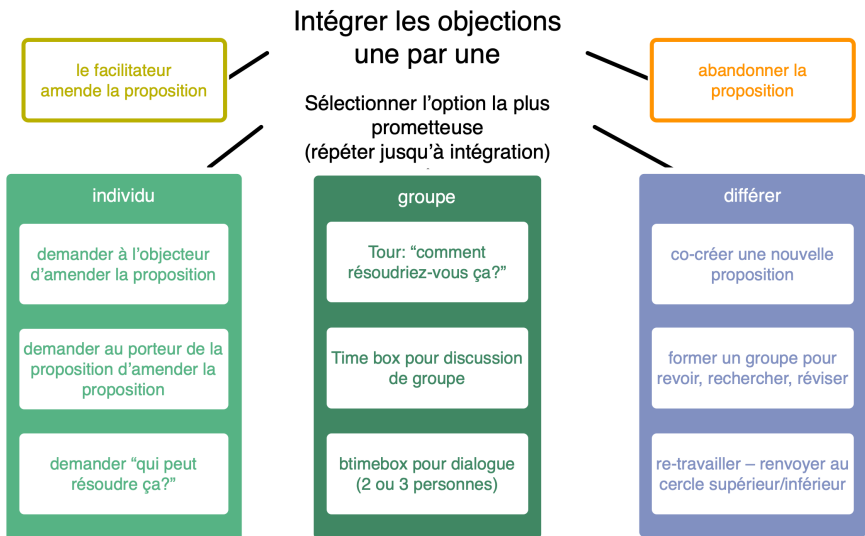 Intégrer les objections
une par une
le facilitateur
amende la proposition
abandonner la
proposition
Sélectionner l’option la plus
prometteuse
(répéter jusqu’à intégration)
individu
demander à l’objecteur
d’amender la proposition
demander au porteur de la
proposition d’amender la
proposition
demander “qui peut
résoudre ça?”
groupe
Tour: “comment
résoudriez-vous ça?”
Time box pour discussion
de groupe
btimebox pour dialogue
(2 ou 3 personnes)
différer
co-créer une nouvelle
proposition
former un groupe pour
revoir, rechercher, réviser
re-travailler – renvoyer au
cercle supérieur/inférieur